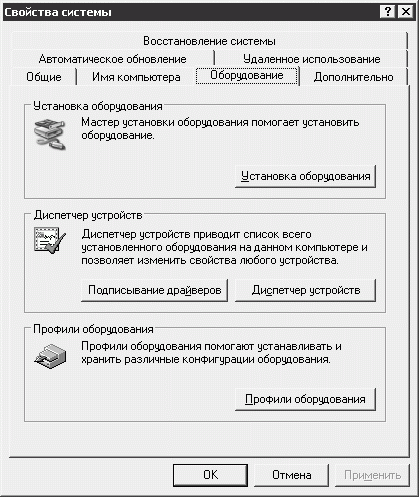 Свойства системы
Восстановление системы
Автоматическое обновление Удаленное использование
Общие Имя компьютера Оборудование Дополнительно
Установка оборудования
Мастер установки оборудования помогает установить
оборудование.
Установка оборудования
Диспетчер устройств
Диспетчер устройств приводит список всего
установленного оборудования на данном компьютере и
позволяет изменить свойства любого устройства.
Подписывание драйверов Диспетчер устройств
Профили оборудования
Профили оборудования помогают устанавливать и
хранить различные конфигурации оборудования.
Профили оборудования
OK Отмена Применить